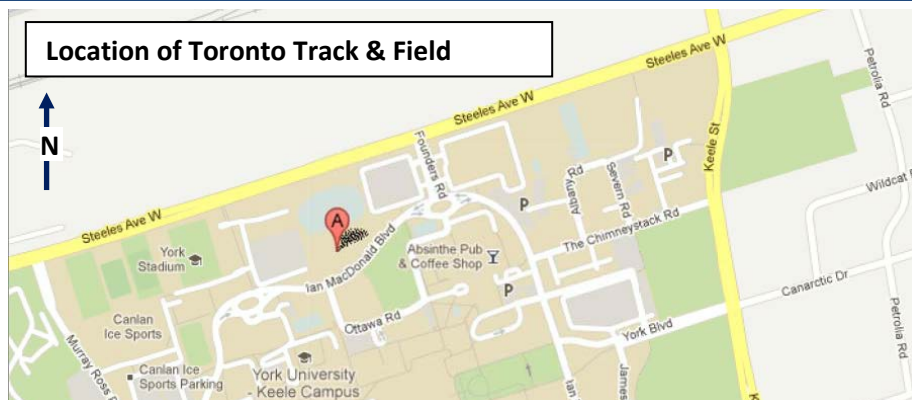 Location of Toronto Track & Field
N
Steeles Ave W
Steeles Ave W
Steeles Ave W
Petrolia Rd
Keele St
Founders Rd
P
Albany Rd
Severn Rd
P
Wildcat
A
York
Stadium
Ian MacDonald Blvd
Absinthe Pub
& Coffee Shop
The Chimneystack Rd
P
Canarctic Dr
Canlan
Ice Sports
Ottawa Rd
York Blvd
Petrolia Rd
Murray Ross
Canlan Ice
Sports Parking
York University
- Keele Campus
Ian
James
K